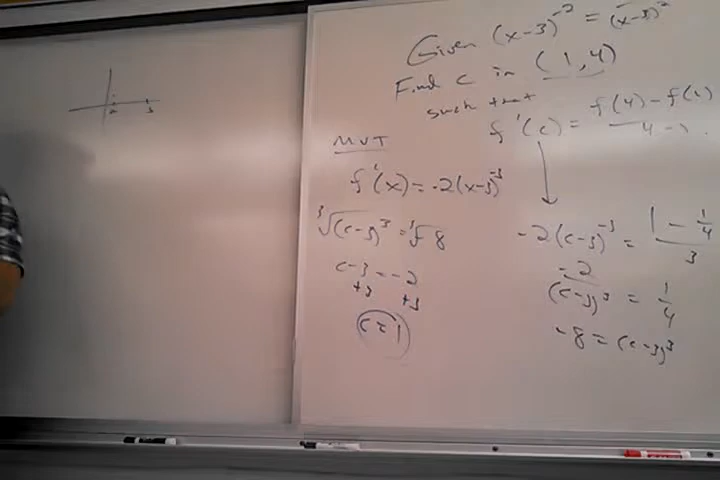 Given (x-3)^-2 = (x-3)^2
Find c in (1,4)
such that
f'(c) = f(4)-f(1) / 4-1
MVT
f'(x) = -2(x-3)^-3
∛(c-3)^3 = ∛-8
c-3 = -2
+3 +3
c=1
-2(c-3)^-3 = 1 - 1/4 / 3
-2 / (c-3)^3 = 1/4
-8 = (c-3)^3
2 3